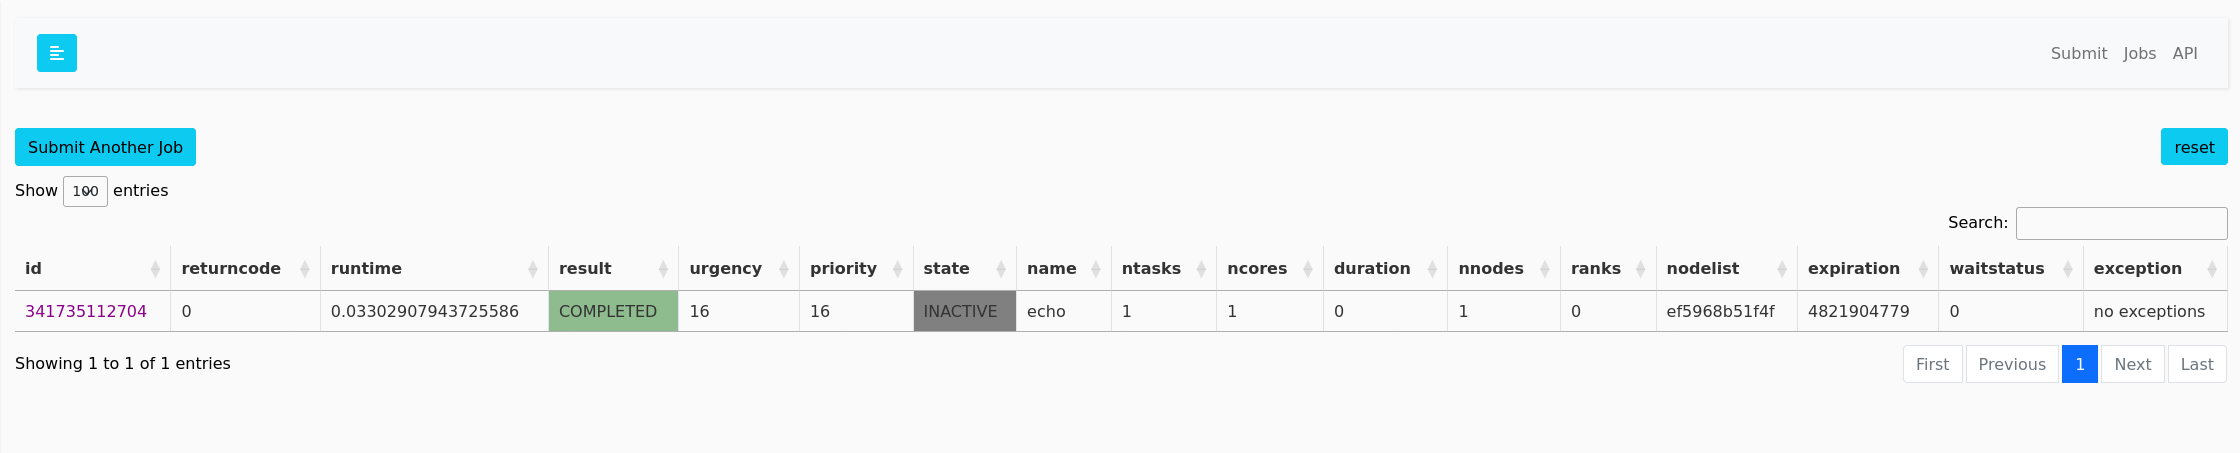 Submit Jobs API
Submit Another Job reset
Show 100 entries
Search:
id returncode runtime result urgency priority state name ntasks ncores duration nnodes ranks nodelist expiration waitstatus exception
341735112704 0 0.03302907943725586 COMPLETED 16 16 INACTIVE echo 1 1 0 1 0 ef5968b51f4f 4821904779 0 no exceptions
Showing 1 to 1 of 1 entries First Previous 1 Next Last